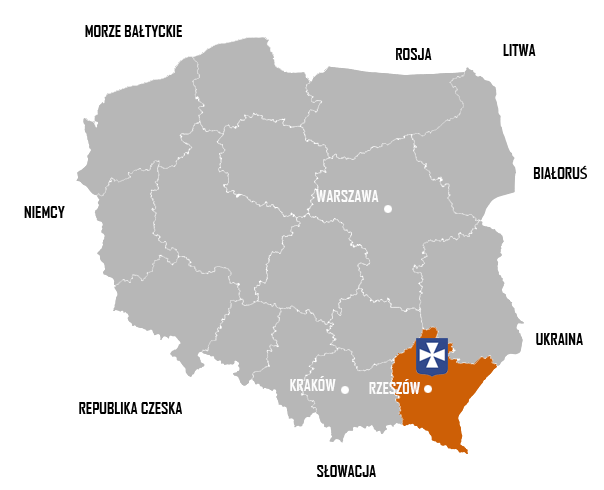 MORZE BAŁTYCKIE
ROSJA
LITWA
BIAŁORUŚ
WARSZAWA
NIEMCY
UKRAINA
KRAKÓW
RZESZÓW
REPUBLIKA CZESKA
SŁOWACJA